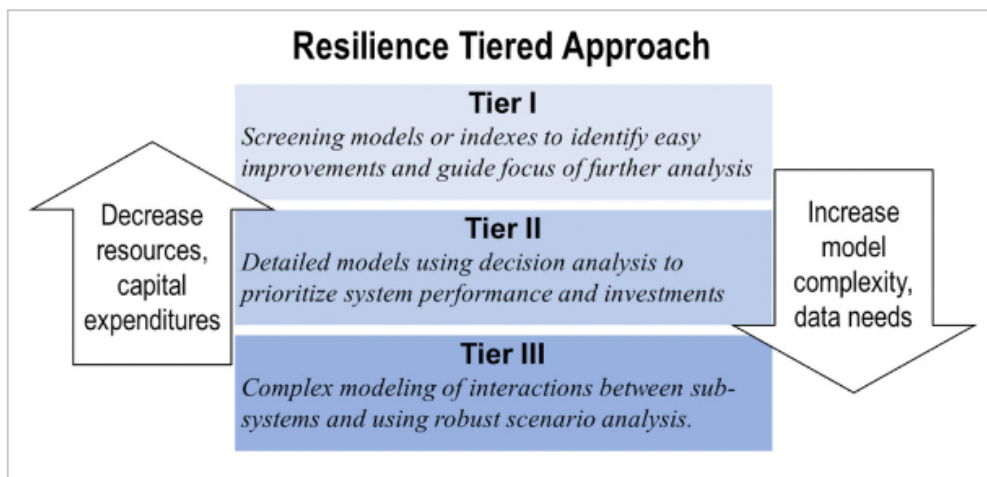 Resilience Tiered Approach
Tier I
Screening models or indexes to identify easy
improvements and guide focus of further analysis
Decrease
resources,
capital
expenditures
Tier II
Detailed models using decision analysis to
prioritize system performance and investments
Increase
model
complexity,
data needs
Tier III
Complex modeling of interactions between sub-
systems and using robust scenario analysis.